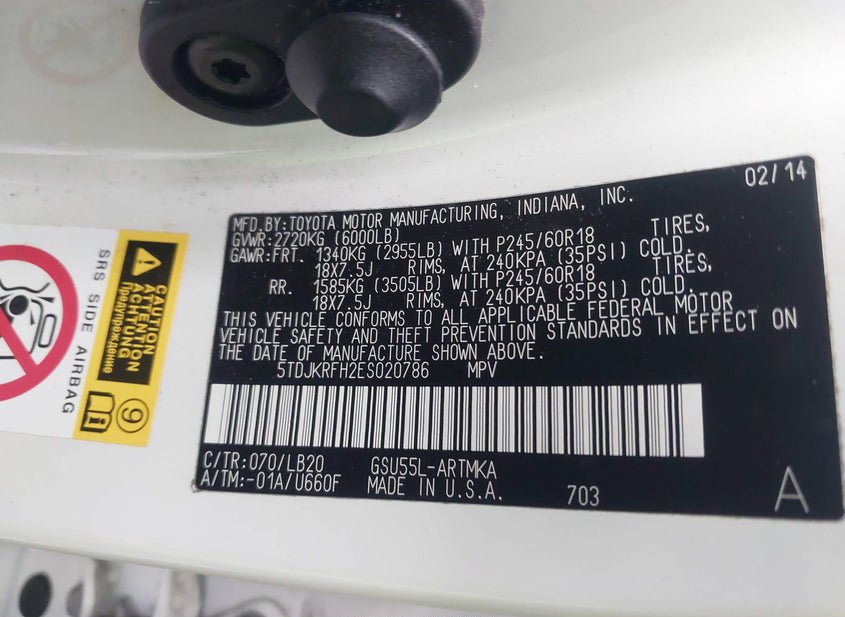 02/14
MFD.BY:TOYOTA MOTOR MANUFACTURING, INDIANA, INC.
GVWR:2720KG (6000LB)
GAWR:FRT. 1340KG (2955LB) WITH P245/60R18 TIRES,
18X7.5J RIMS, AT 240KPA (35PSI) COLD.
RR. 1585KG (3505LB) WITH P245/60R18 TIRES,
18X7.5J RIMS, AT 240KPA (35PSI) COLD.
THIS VEHICLE CONFORMS TO ALL APPLICABLE FEDERAL MOTOR
VEHICLE SAFETY AND THEFT PREVENTION STANDARDS IN EFFECT ON
THE DATE OF MANUFACTURE SHOWN ABOVE.
5TDJKRFH2ES020786 MPV
C/TR:070/LB20 GSU55L-ARTMKA
A/TM:-01A/U660F MADE IN U.S.A. 703 A
CAUTION
ATTENTION
ACHTUNG
Предупреждение
9
SRS SIDE AIRBAG